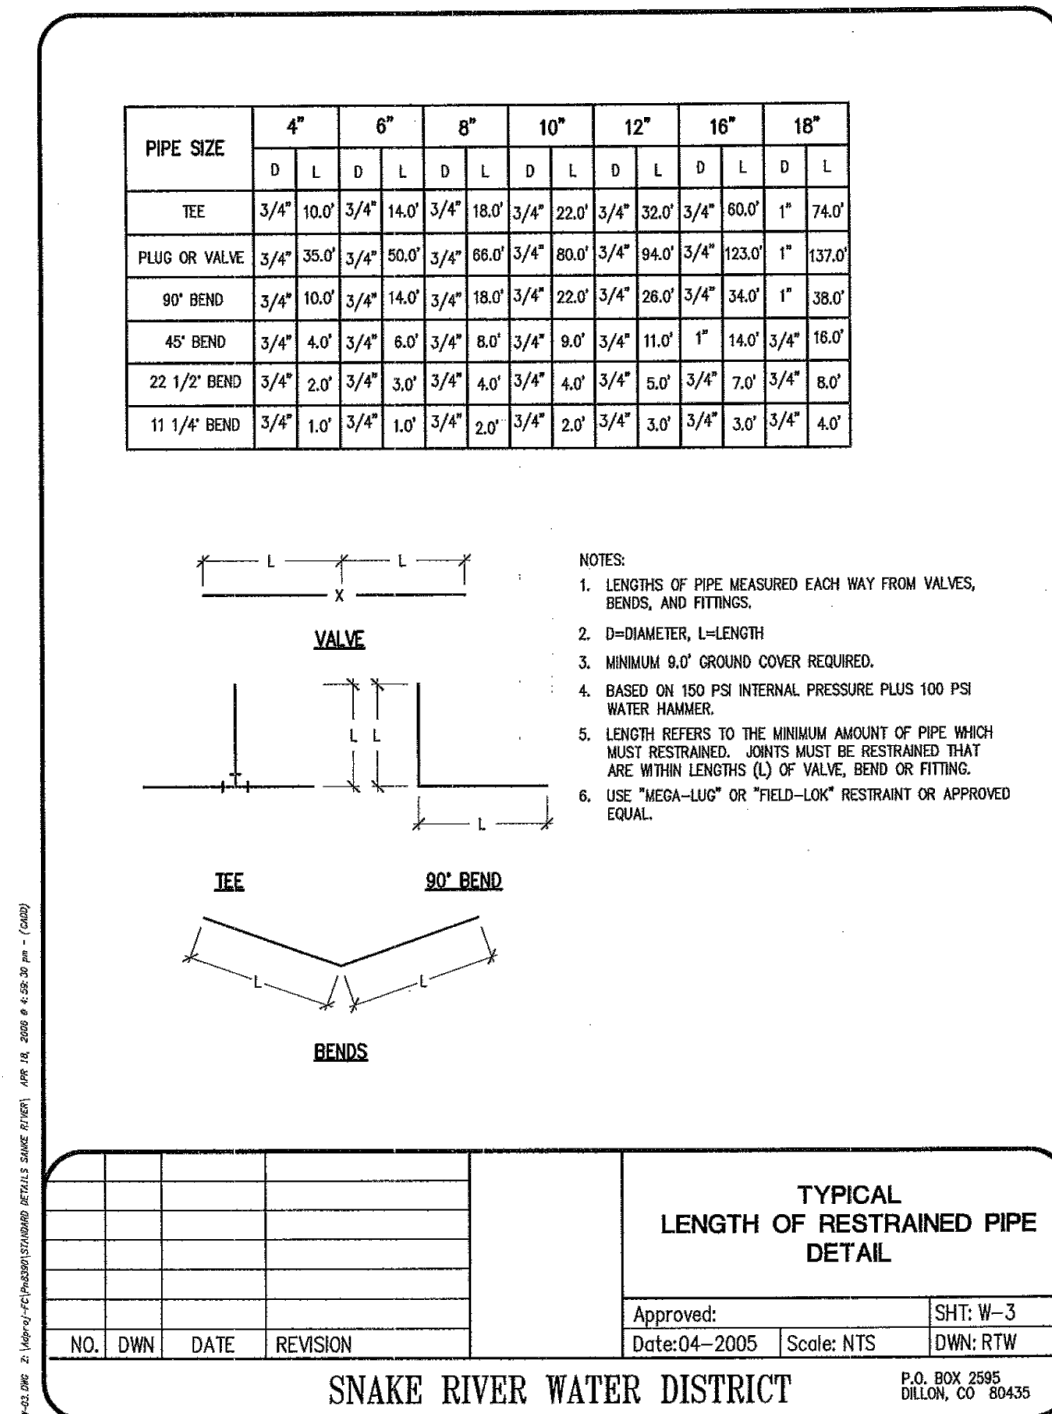 PIPE SIZE 4" 6" 8" 10" 12" 16" 18"
D L D L D L D L D L D L D L
TEE 3/4" 10.0' 3/4" 14.0' 3/4" 18.0' 3/4" 22.0' 3/4" 32.0' 3/4" 60.0' 1" 74.0'
PLUG OR VALVE 3/4" 35.0' 3/4" 50.0' 3/4" 66.0' 3/4" 80.0' 3/4" 94.0' 3/4" 123.0' 1" 137.0'
90° BEND 3/4" 10.0' 3/4" 14.0' 3/4" 18.0' 3/4" 22.0' 3/4" 26.0' 3/4" 34.0' 1" 38.0'
45° BEND 3/4" 4.0' 3/4" 6.0' 3/4" 8.0' 3/4" 9.0' 3/4" 11.0' 1" 14.0' 3/4" 16.0'
22 1/2° BEND 3/4" 2.0' 3/4" 3.0' 3/4" 4.0' 3/4" 4.0' 3/4" 5.0' 3/4" 7.0' 3/4" 8.0'
11 1/4° BEND 3/4" 1.0' 3/4" 1.0' 3/4" 2.0' 3/4" 2.0' 3/4" 3.0' 3/4" 3.0' 3/4" 4.0'
L L
X
VALVE
L L
L
TEE 90° BEND
L L
BENDS
NOTES:
1. LENGTHS OF PIPE MEASURED EACH WAY FROM VALVES,
BENDS, AND FITTINGS.
2. D=DIAMETER, L=LENGTH
3. MINIMUM 9.0' GROUND COVER REQUIRED.
4. BASED ON 150 PSI INTERNAL PRESSURE PLUS 100 PSI
WATER HAMMER.
5. LENGTH REFERS TO THE MINIMUM AMOUNT OF PIPE WHICH
MUST RESTRAINED. JOINTS MUST BE RESTRAINED THAT
ARE WITHIN LENGTHS (L) OF VALVE, BEND OR FITTING.
6. USE "MEGA-LUG" OR "FIELD-LOK" RESTRAINT OR APPROVED
EQUAL.
STANDARD DETAILS SANKE RIVER\ APR 18, 2006 @ 4:59:30 pm - (CADD)
NO. DWN DATE REVISION
TYPICAL
LENGTH OF RESTRAINED PIPE
DETAIL
Approved: SHT: W-3
Date:04-2005 Scale: NTS DWN: RTW
SNAKE RIVER WATER DISTRICT
P.O. BOX 2595
DILLON, CO 80435